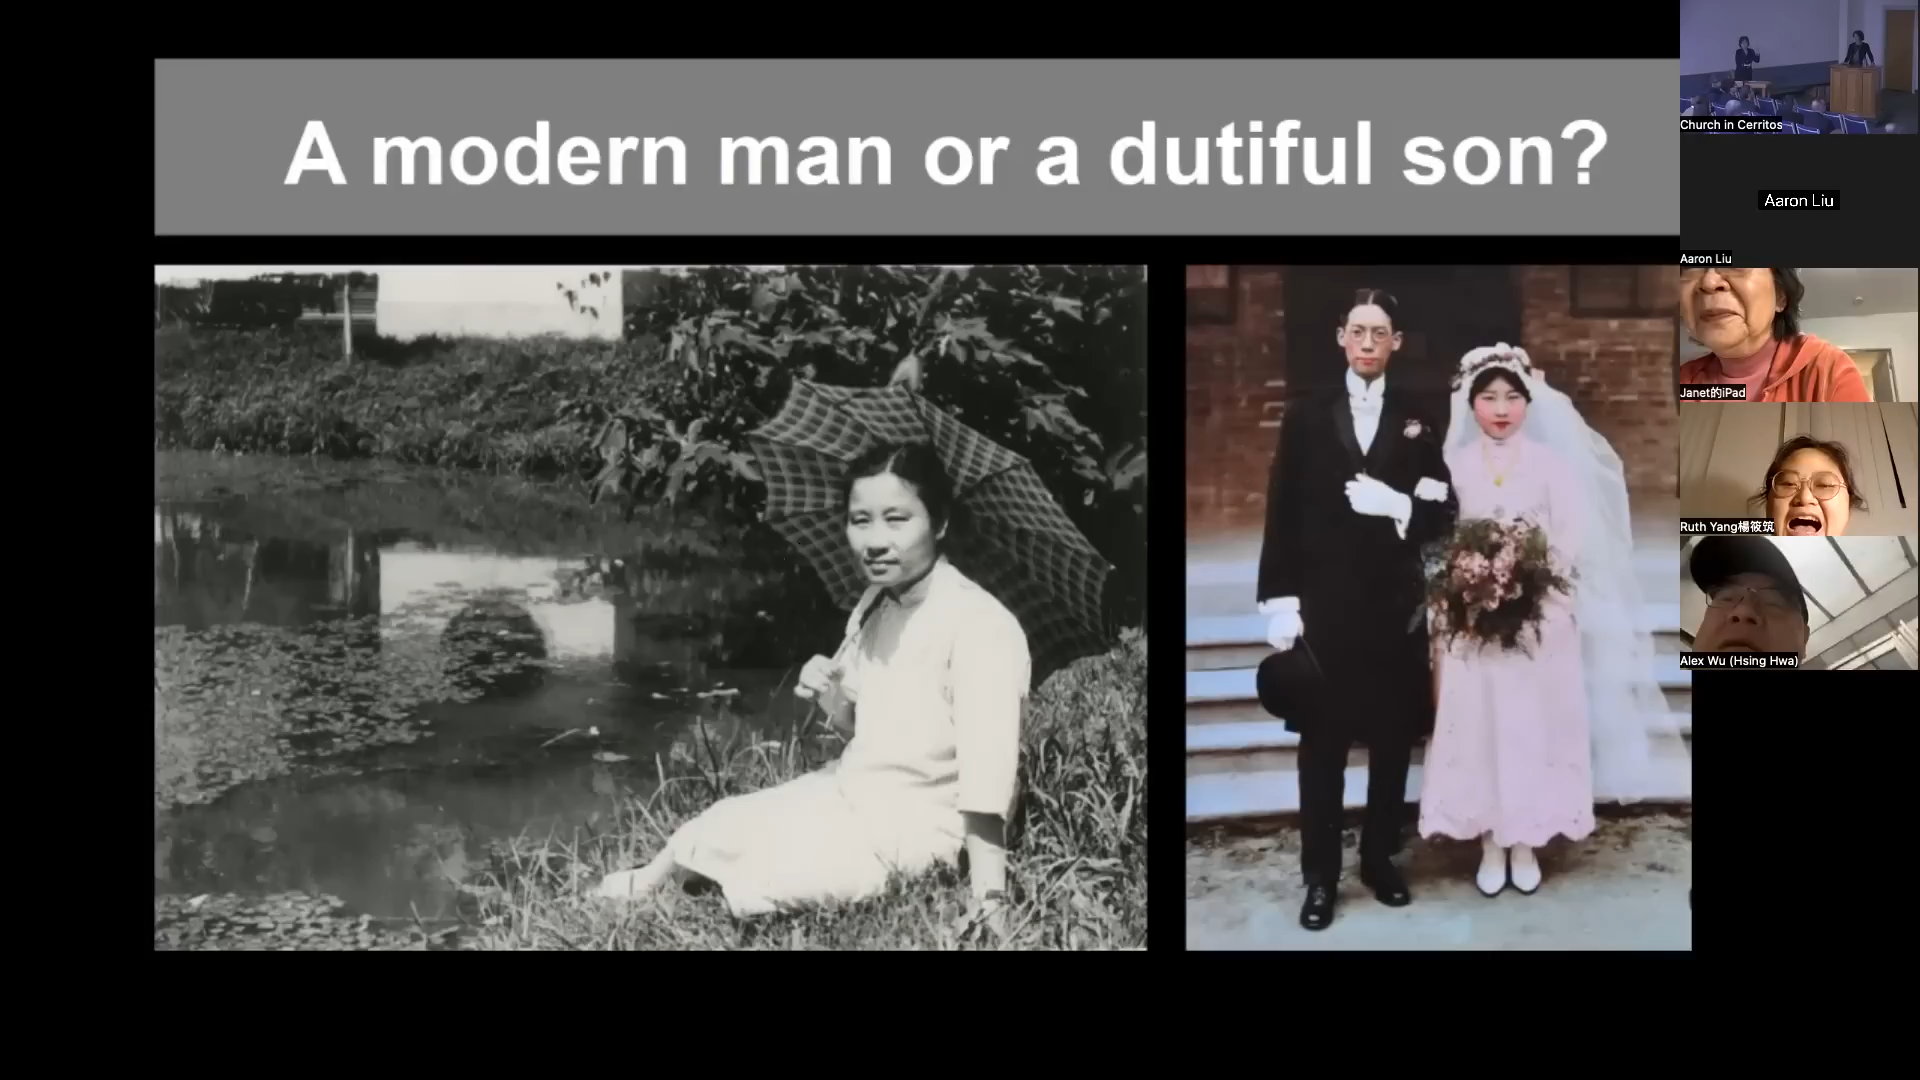 A modern man or a dutiful son?
Church in Cerritos
Aaron Liu
Aaron Liu
Janet的iPad
Ruth Yang楊筱筑
Alex Wu (Hsing Hwa)